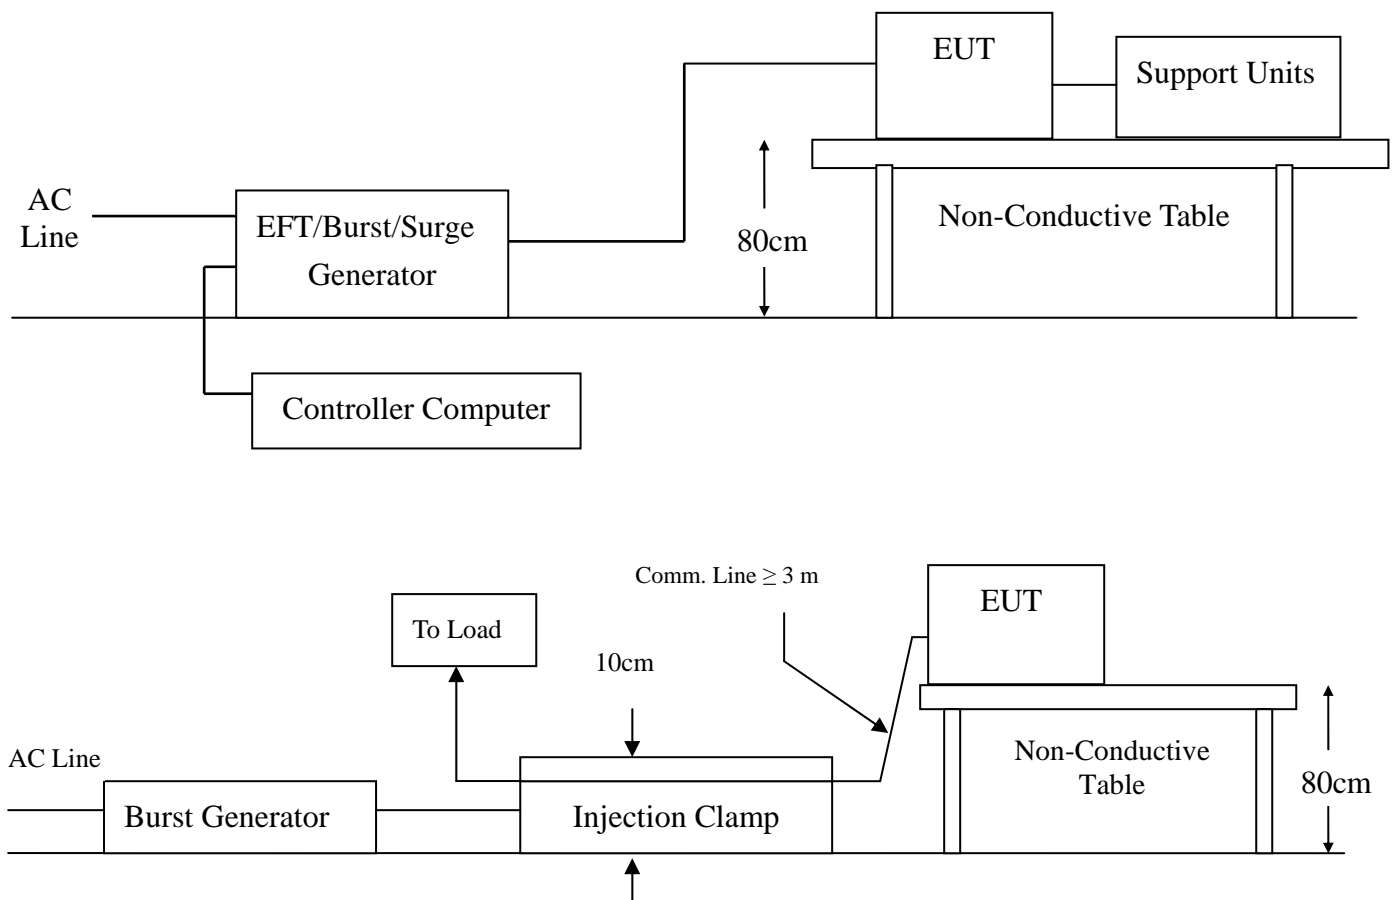 EUT
Support Units
AC
Line
EFT/Burst/Surge
Generator
80cm
Non-Conductive Table
Controller Computer
Comm. Line ≥ 3 m
EUT
To Load
10cm
AC Line
Burst Generator
Injection Clamp
Non-Conductive
Table
80cm